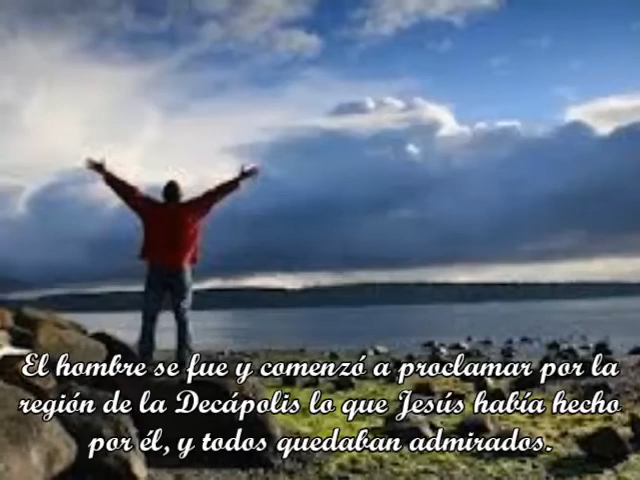 El hombre se fue y comenzó a proclamar por la
región de la Decápolis lo que Jesús había hecho
por él, y todos quedaban admirados.